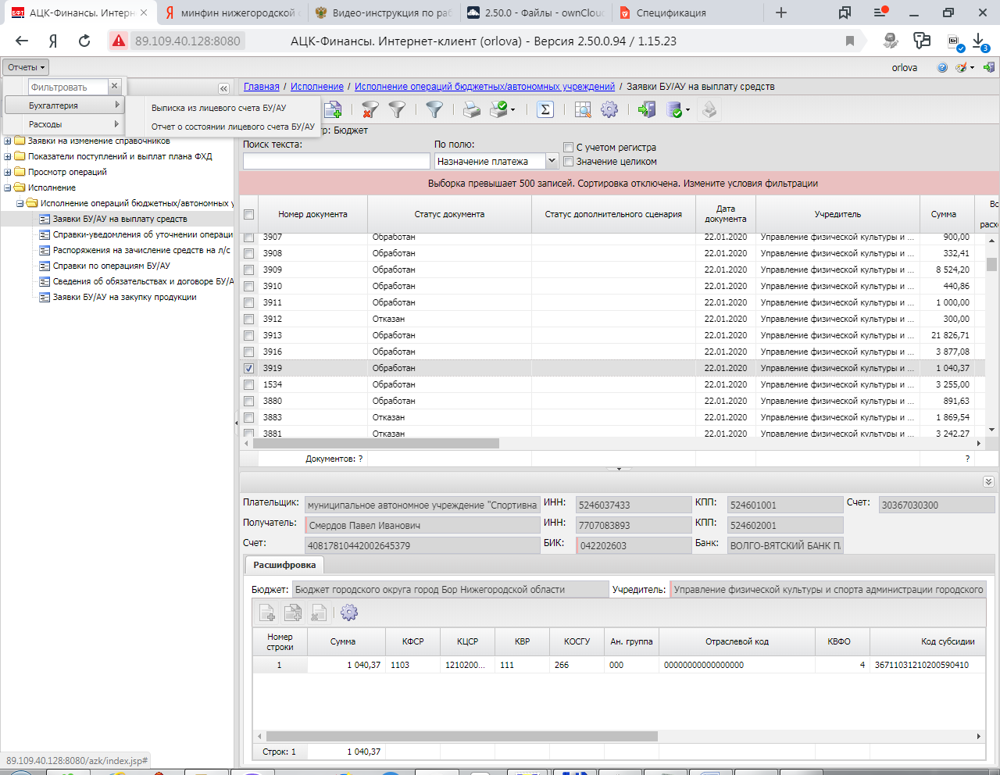 АЦК-Финансы. Интерн
минфин нижегородской
Видео-инструкция по раб
2.50.0 - Файлы - ownCloud
Спецификация
Я
89.109.40.128:8080
АЦК-Финансы. Интернет-клиент (orlova) - Версия 2.50.0.94 / 1.15.23
3
Отчеты
orlova
Фильтровать
Бухгалтерия
Расходы
Выписка из лицевого счета БУ/АУ
Отчет о состоянии лицевого счета БУ/АУ
Главная / Исполнение / Исполнение операций бюджетных/автономных учреждений / Заявки БУ/АУ на выплату средств
Заявки на изменение справочников
Показатели поступлений и выплат плана ФХД
Просмотр операций
Исполнение
Исполнение операций бюджетных/автономных у
Заявки БУ/АУ на выплату средств
Справки-уведомления об уточнении операци
Распоряжения на зачисление средств на л/с
Справки по операциям БУ/АУ
Сведения об обязательствах и договоре БУ/А
Заявки БУ/АУ на закупку продукции
р: Бюджет
Поиск текста:
По полю:
Назначение платежа
С учетом регистра
Значение целиком
Выборка превышает 500 записей. Сортировка отключена. Измените условия фильтрации
Номер документа Статус документа Статус дополнительного сценария Дата документа Учредитель Сумма Вс расхо
3907 Обработан 22.01.2020 Управление физической культуры и ... 900,00
3908 Обработан 22.01.2020 Управление физической культуры и ... 332,41
3909 Обработан 22.01.2020 Управление физической культуры и ... 8 524,20
3910 Обработан 22.01.2020 Управление физической культуры и ... 440,86
3911 Обработан 22.01.2020 Управление физической культуры и ... 1 000,00
3912 Отказан 22.01.2020 Управление физической культуры и ... 300,00
3913 Обработан 22.01.2020 Управление физической культуры и ... 21 826,71
3916 Обработан 22.01.2020 Управление физической культуры и ... 3 877,08
3919 Обработан 22.01.2020 Управление физической культуры и ... 1 040,37
1534 Обработан 22.01.2020 Управление физической культуры и ... 3 255,00
3880 Обработан 22.01.2020 Управление физической культуры и ... 891,63
3883 Отказан 22.01.2020 Управление физической культуры и ... 1 869,54
3881 Отказан 22.01.2020 Управление физической культуры и ... 3 242,27
Документов: ? ?
Плательщик: муниципальное автономное учреждение "Спортивна ИНН: 5246037433 КПП: 524601001 Счет: 30367030300
Получатель: Смердов Павел Иванович ИНН: 7707083893 КПП: 524602001
Счет: 40817810442002645379 БИК: 042202603 Банк: ВОЛГО-ВЯТСКИЙ БАНК П
Расшифровка
Бюджет: Бюджет городского округа город Бор Нижегородской области Учредитель: Управление физической культуры и спорта администрации городского
Номер строки Сумма КФСР КЦСР КВР КОСГУ Ан. группа Отраслевой код КВФО Код субсидии
1 1 040,37 1103 1210200... 111 266 000 00000000000000000 4 36711031210200590410
Строк: 1 1 040,37
89.109.40.128:8080/azk/index.jsp#